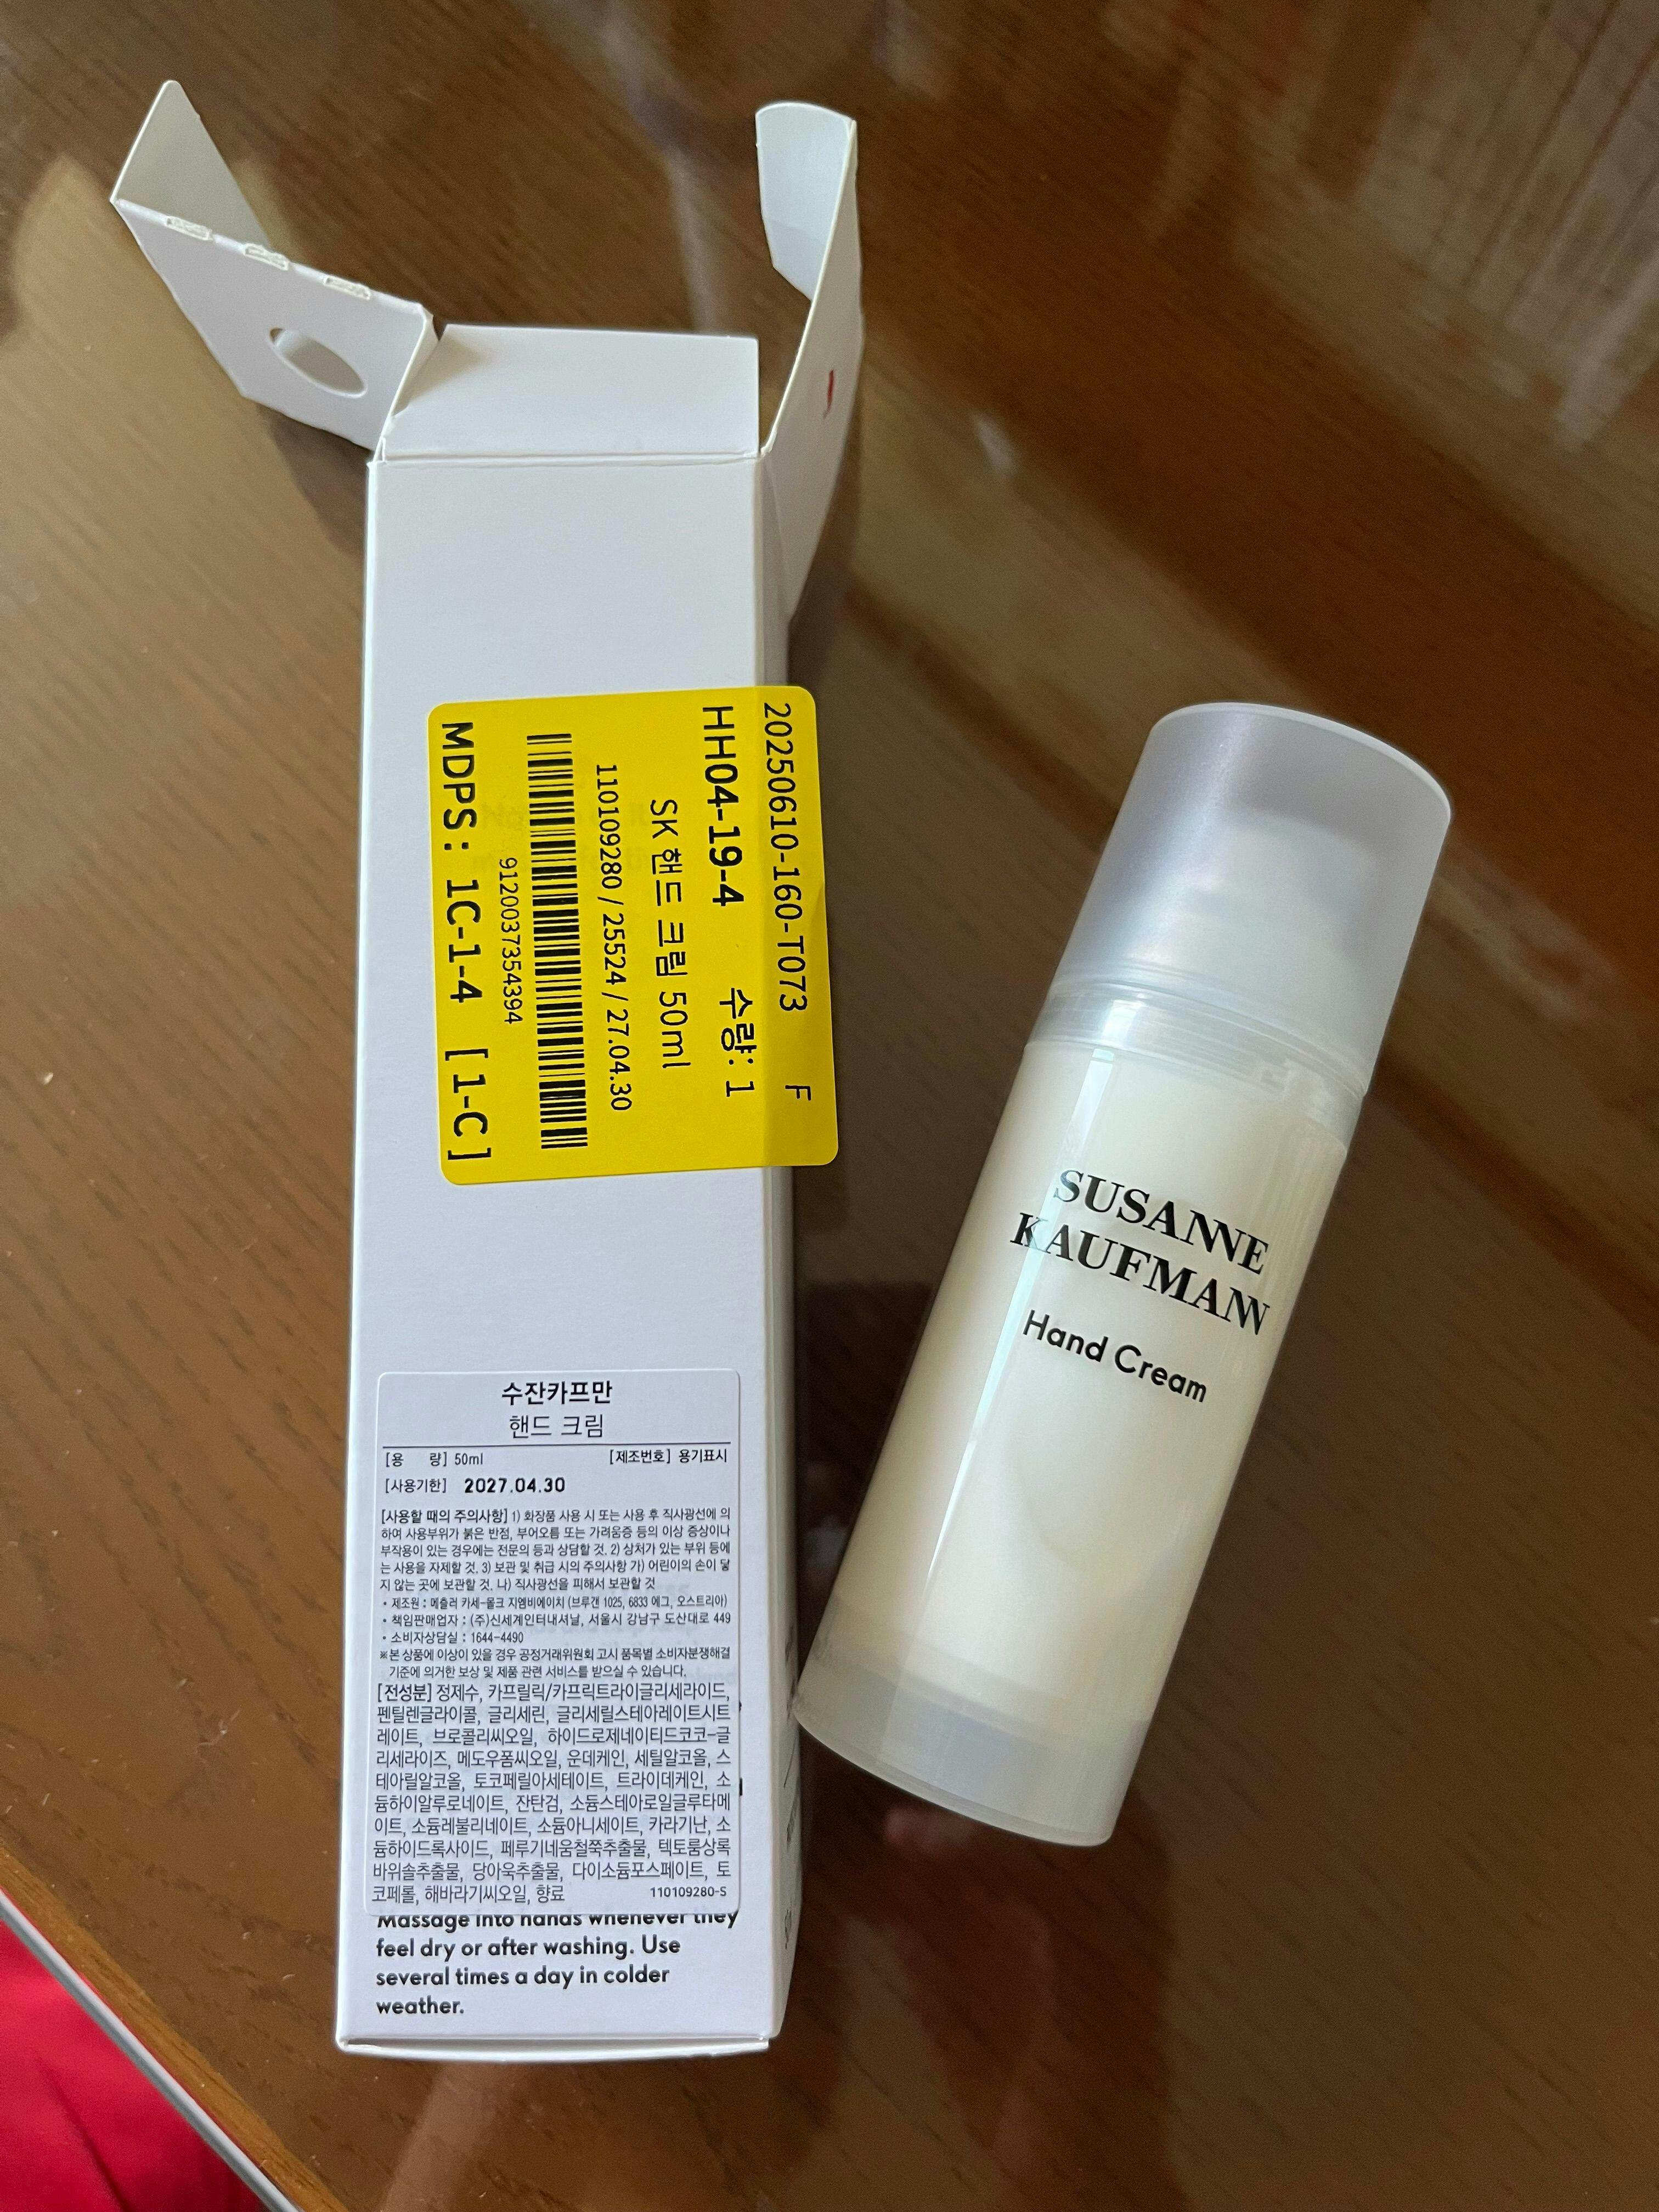 20250610-160-T073 F
HH04-19-4 수량: 1
SK 핸드 크림 50ml
110109280 / 25524 / 27.04.30
9120037354394
MDPS: 1C-1-4 [1-C]
수잔카프만
핸드 크림
[용 량] 50ml [제조번호] 용기표시
[사용기한] 2027.04.30
[사용할 때의 주의사항] 1) 화장품 사용 시 또는 사용 후 직사광선에 의
하여 사용부위가 붉은 반점, 부어오름 또는 가려움증 등의 이상 증상이나
부작용이 있는 경우에는 전문의 등과 상담할 것. 2) 상처가 있는 부위 등에
는 사용을 자제할 것. 3) 보관 및 취급 시의 주의사항 가) 어린이의 손이 닿
지 않는 곳에 보관할 것. 나) 직사광선을 피해서 보관할 것
• 제조원 : 메츨러 카세-몰크 지엠비에이치 (브루갠 1025, 6833 에그, 오스트리아)
• 책임판매업자 : (주)신세계인터내셔날, 서울시 강남구 도산대로 449
• 소비자상담실 : 1644-4490
※본 상품에 이상이 있을 경우 공정거래위원회 고시 품목별 소비자분쟁해결
기준에 의거한 보상 및 제품 관련 서비스를 받으실 수 있습니다.
[전성분] 정제수, 카프릴릭/카프릭트라이글리세라이드,
펜틸렌글라이콜, 글리세린, 글리세릴스테아레이트시트
레이트, 브로콜리씨오일, 하이드로제네이티드코코-글
리세라이즈, 메도우폼씨오일, 운데케인, 세틸알코올, 스
테아릴알코올, 토코페릴아세테이트, 트라이데케인, 소
듐하이알루로네이트, 잔탄검, 소듐스테아로일글루타메
이트, 소듐레불리네이트, 소듐아니세이트, 카라기난, 소
듐하이드록사이드, 페루기네움철쭉추출물, 텍토룸상록
바위솔추출물, 당아욱추출물, 다이소듐포스페이트, 토
코페롤, 해바라기씨오일, 향료 110109280-S
Massage into hands whenever they
feel dry or after washing. Use
several times a day in colder
weather.
SUSANNE
KAUFMANN
Hand Cream